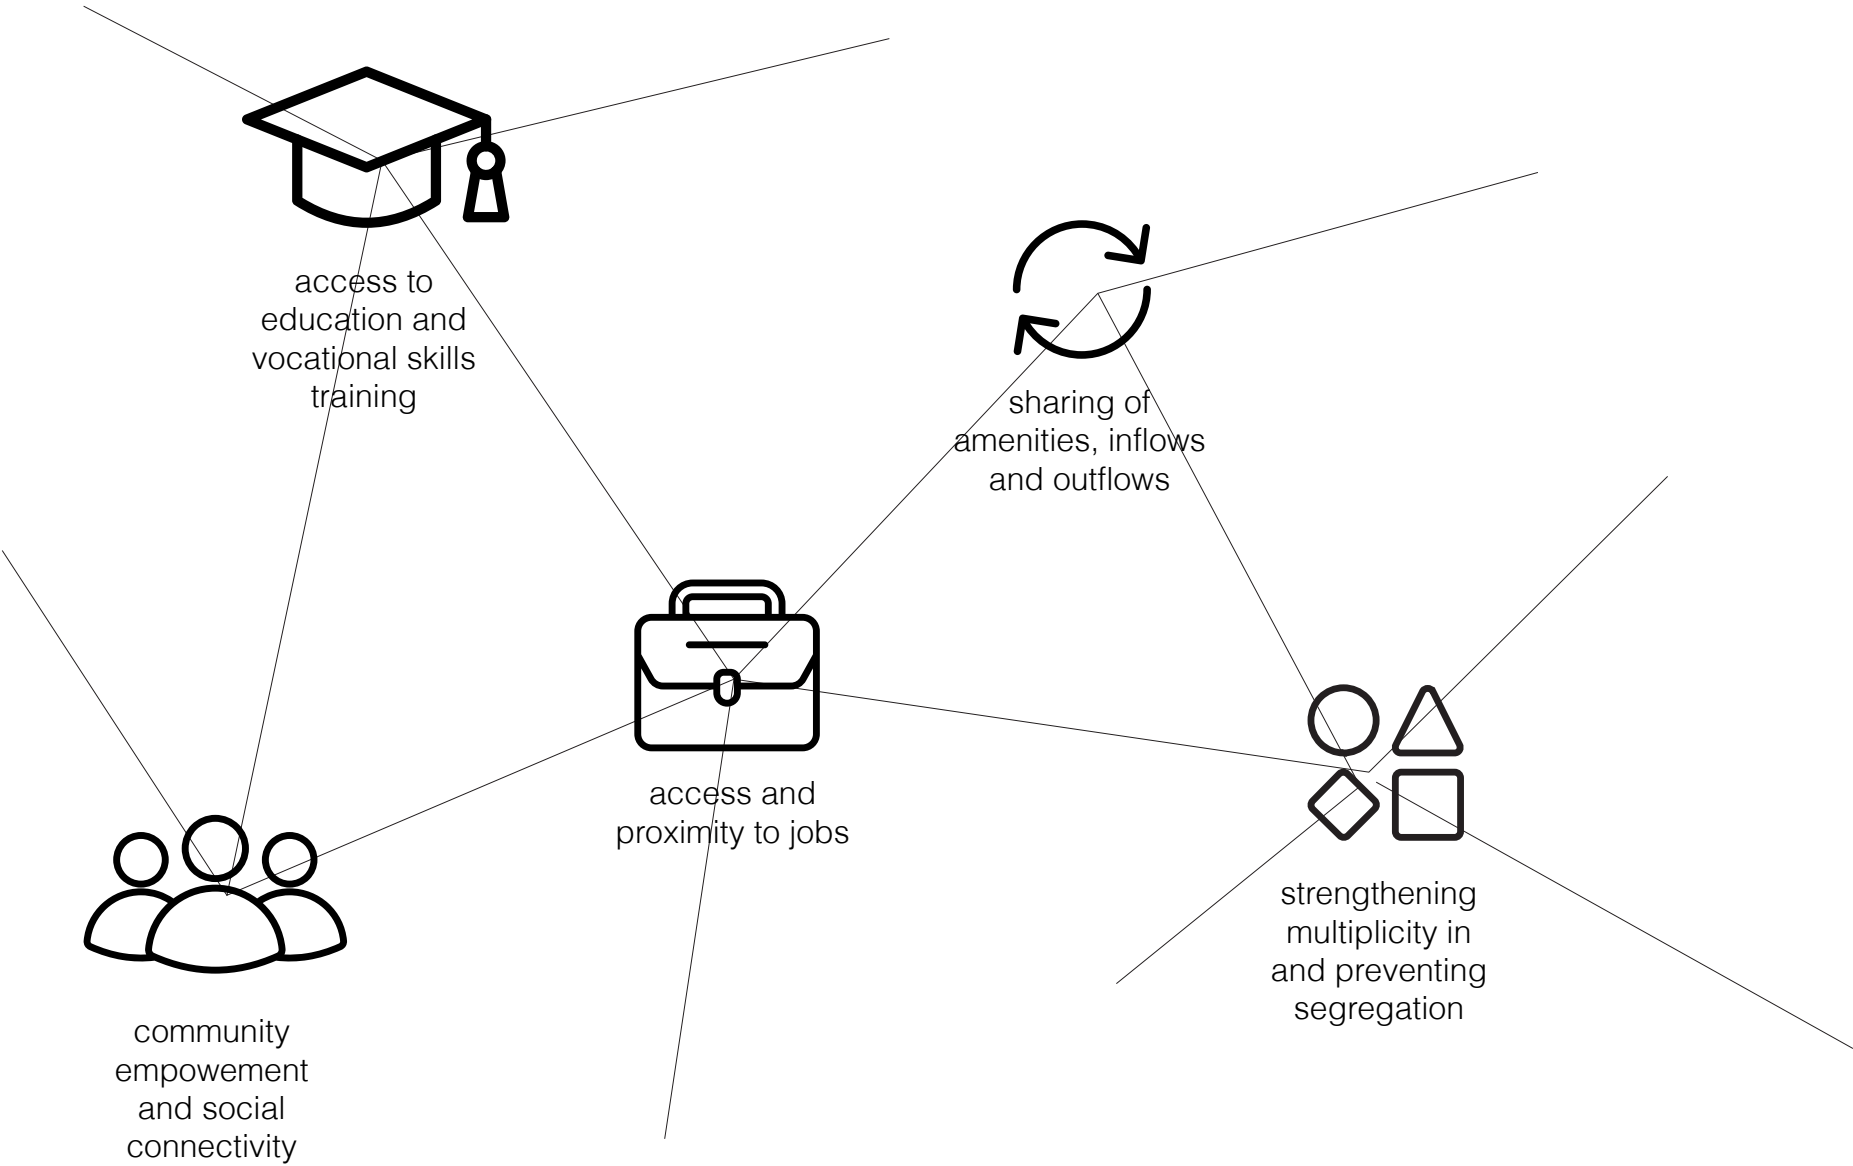 access to
education and
vocational skills
training
sharing of
amenities, inflows
and outflows
access and
proximity to jobs
strengthening
multiplicity in
and preventing
segregation
community
empowement
and social
connectivity